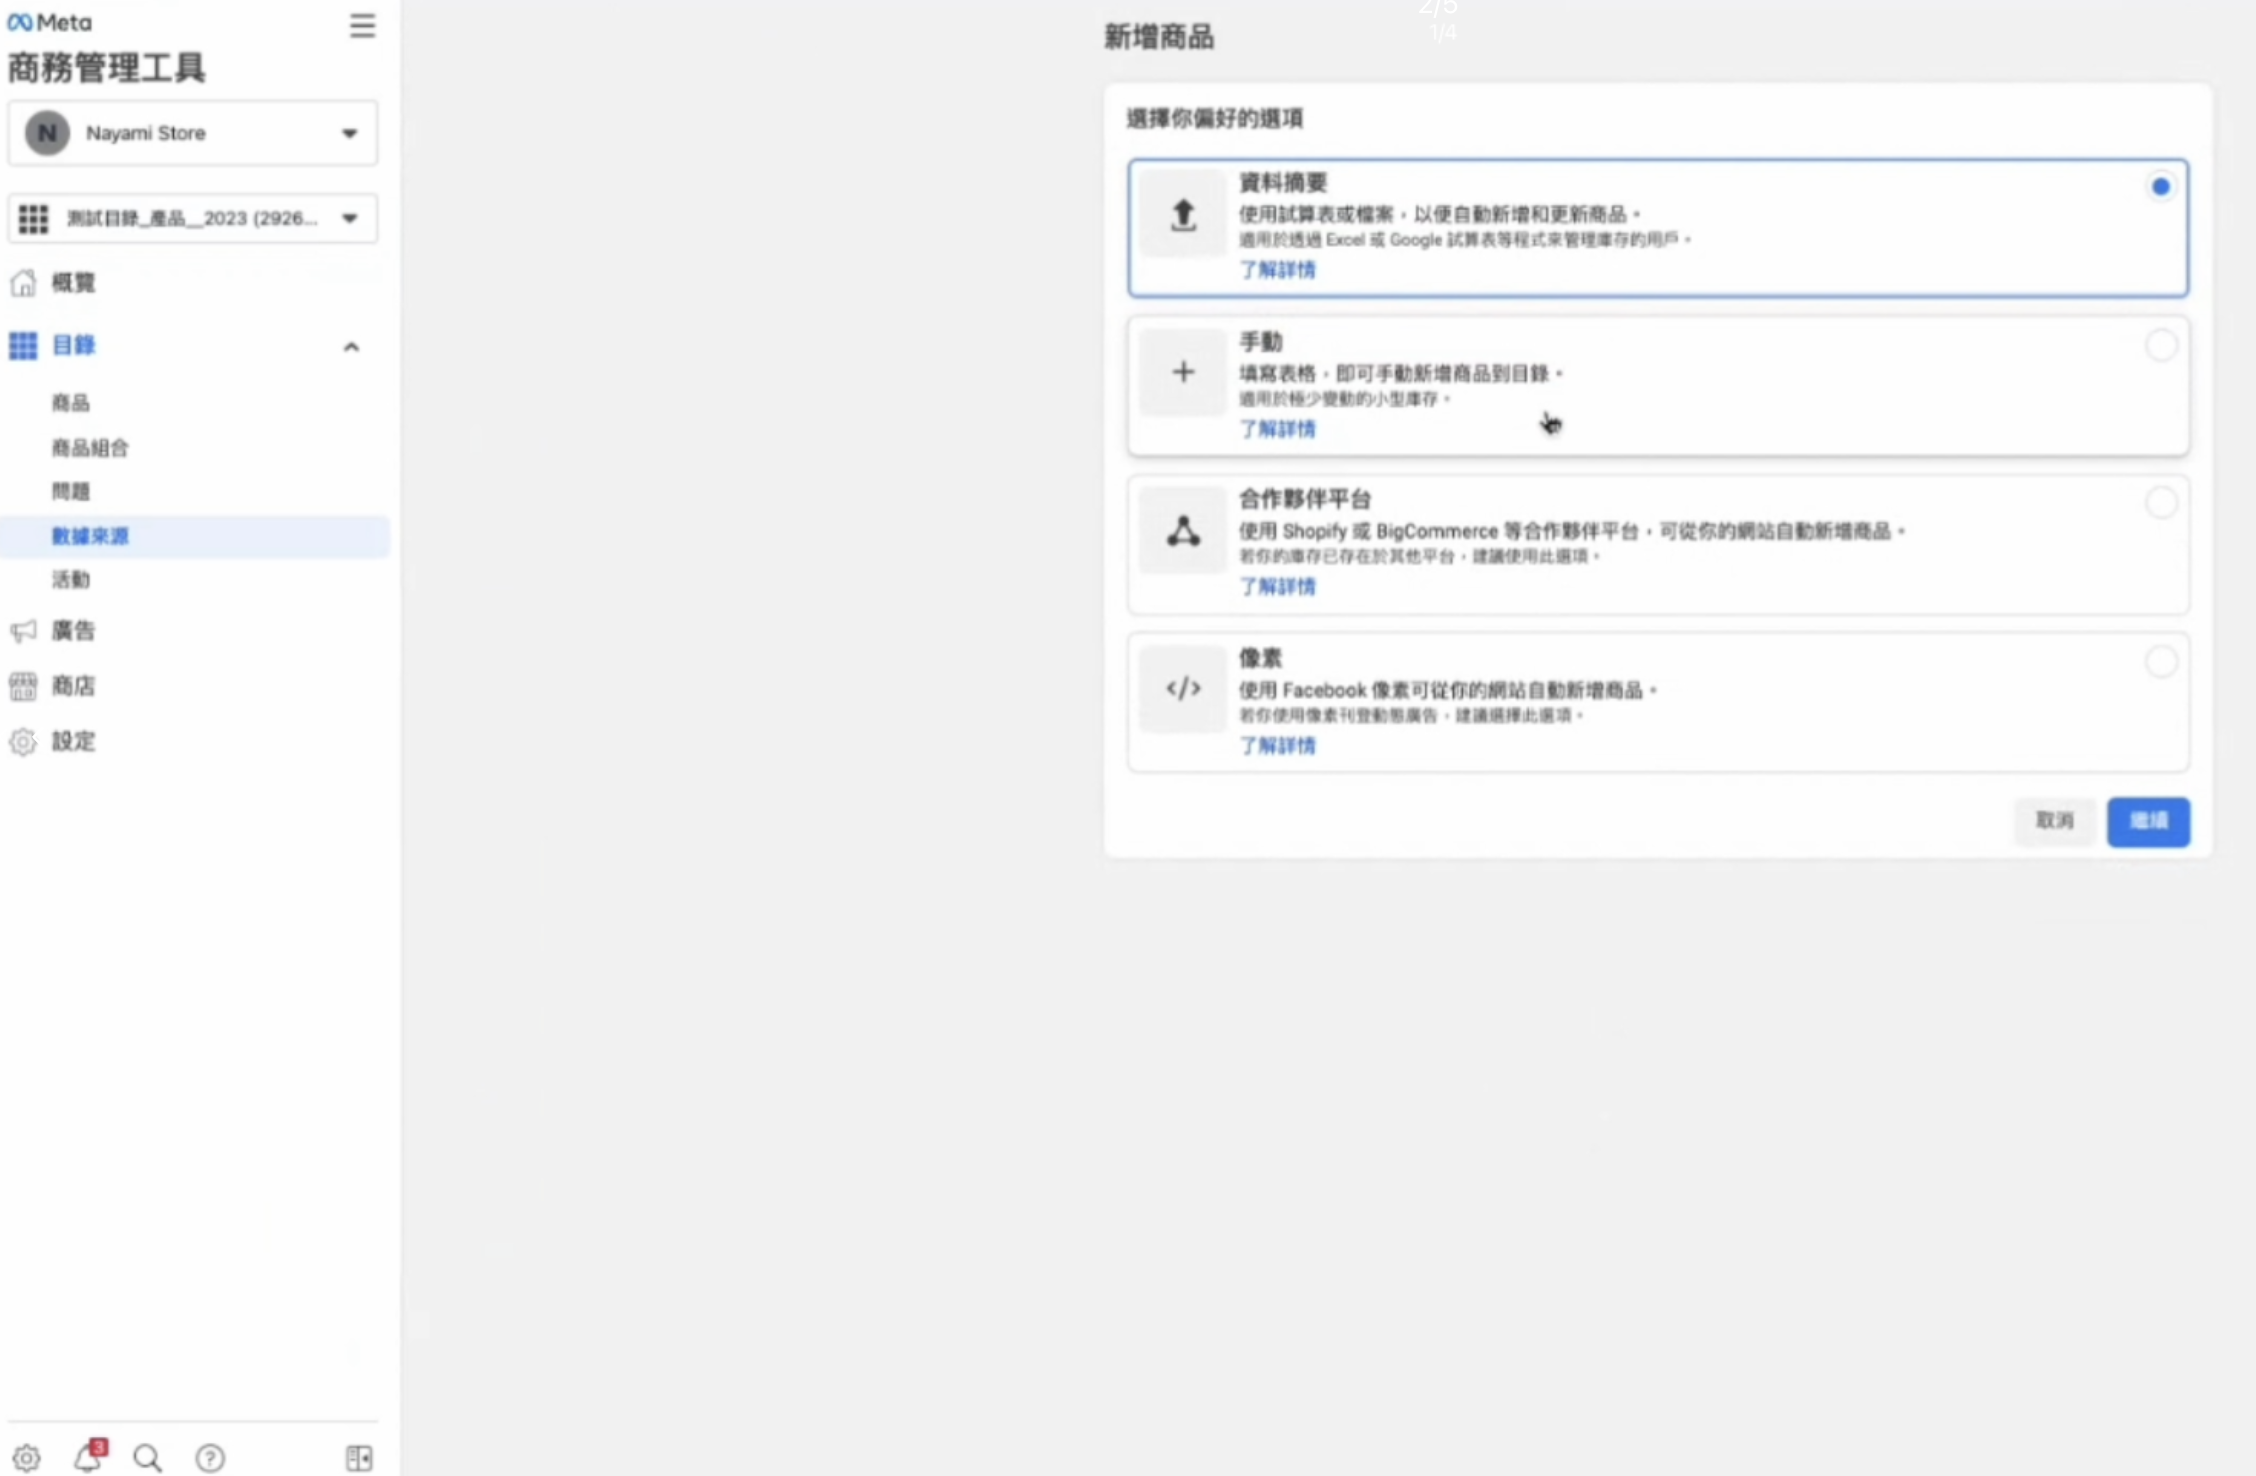 Meta
商務管理工具
N Nayami Store
測試目錄_產品__2023 (2926...
概覽
目錄
商品
商品組合
問題
數據來源
活動
廣告
商店
設定
3
2/5
1/4
新增商品
選擇你偏好的選項
資料摘要
使用試算表或檔案，以便自動新增和更新商品。
適用於透過 Excel 或 Google 試算表等程式來管理庫存的用戶。
了解詳情
手動
填寫表格，即可手動新增商品到目錄。
適用於極少變動的小型庫存。
了解詳情
合作夥伴平台
使用 Shopify 或 BigCommerce 等合作夥伴平台，可從你的網站自動新增商品。
若你的庫存已存在於其他平台，建議使用此選項。
了解詳情
像素
使用 Facebook 像素可從你的網站自動新增商品。
若你使用像素刊登動態廣告，建議選擇此選項。
了解詳情
取消
繼續